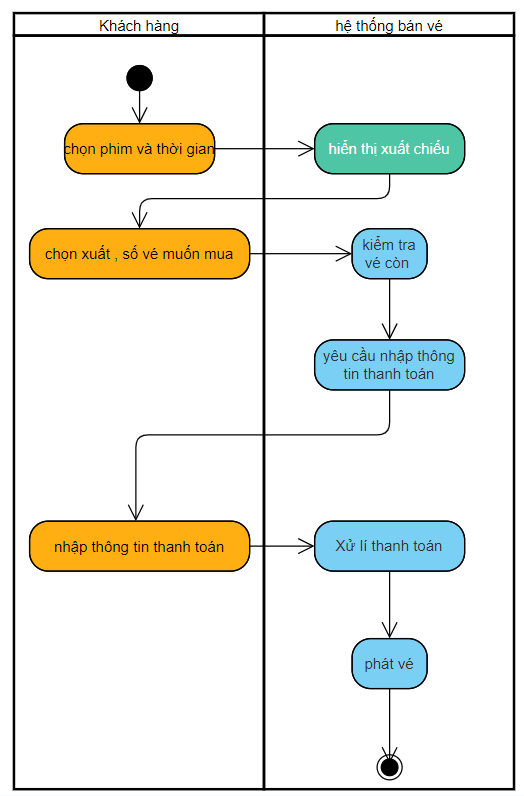 Khách hàng
hệ thống bán vé
chọn phim và thời gian
hiển thị xuất chiếu
chọn xuất , số vé muốn mua
kiểm tra
vé còn
yêu cầu nhập thông
tin thanh toán
nhập thông tin thanh toán
Xử lí thanh toán
phát vé